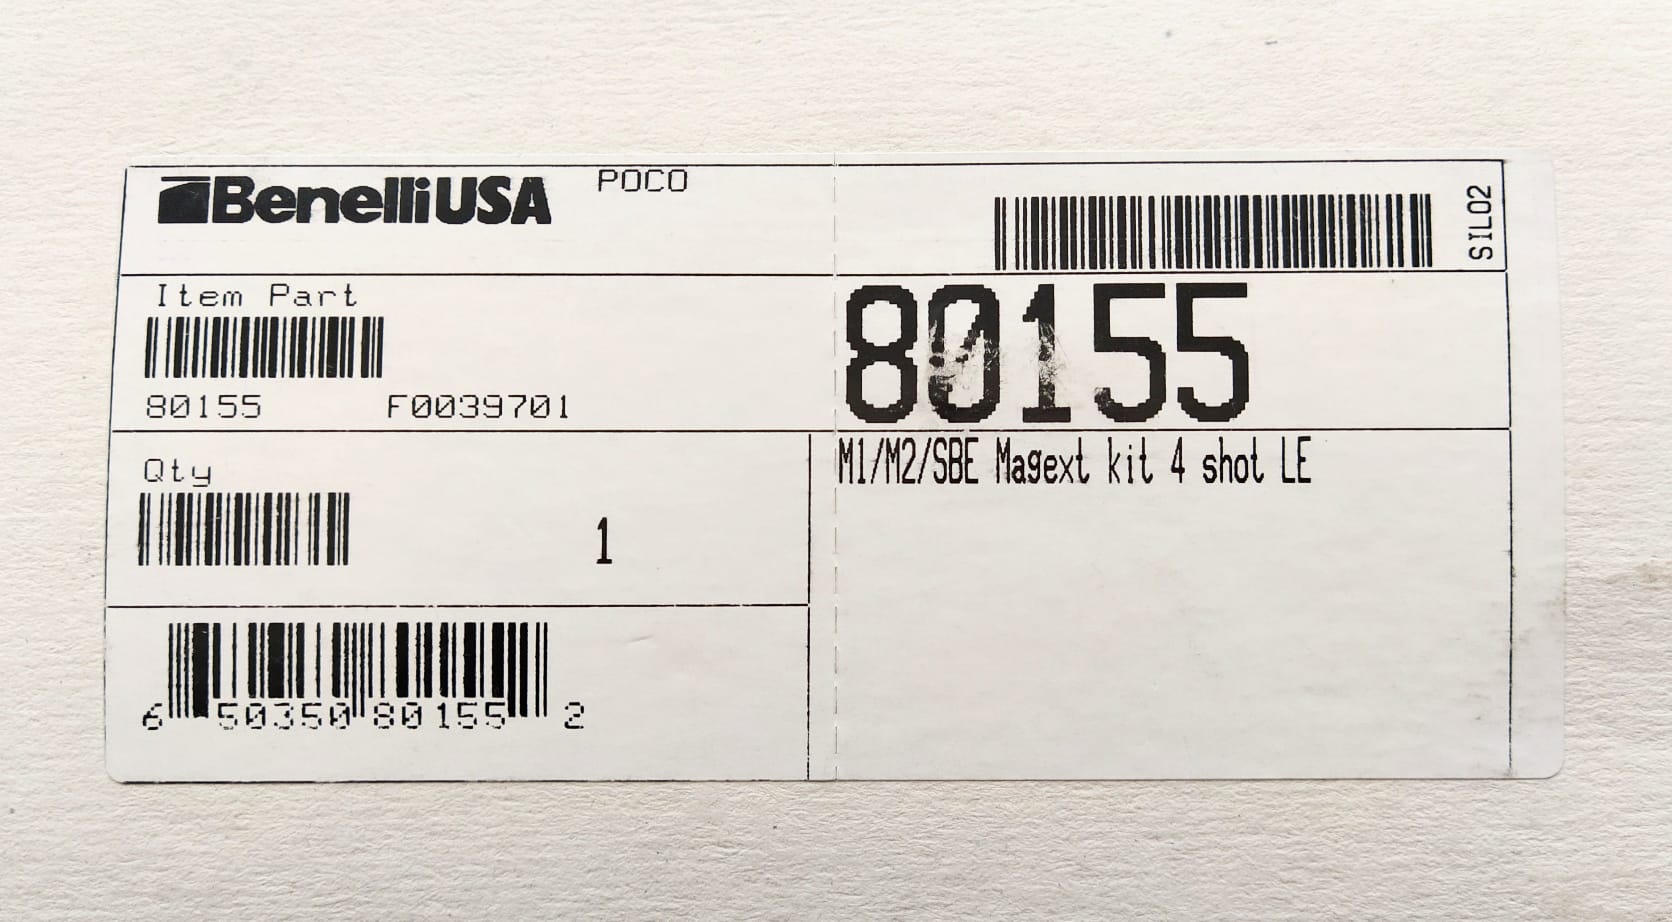 BenelliUSA
POCO
SIL02
Item Part
80155 F0039701
80155
M1/M2/SBE Magext kit 4 shot LE
Qty
1
6 50350 80155 2